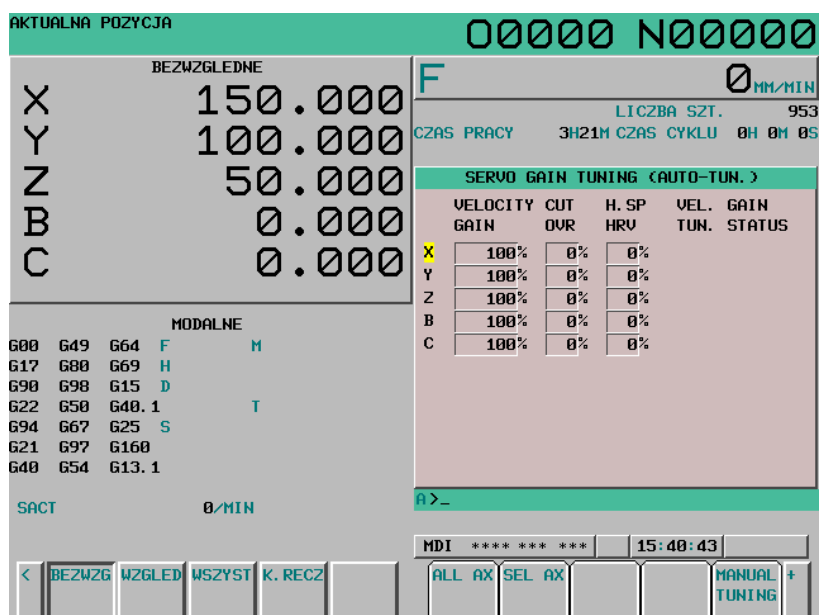 AKTUALNA POZYCJA
O0000 N00000
BEZWZGLEDNE
X 150.000
Y 100.000
Z 50.000
B 0.000
C 0.000
F 0 MM/MIN
LICZBA SZT. 953
CZAS PRACY 3H21M CZAS CYKLU 0H 0M 0S
SERVO GAIN TUNING (AUTO-TUN.)
VELOCITY CUT H.SP VEL. GAIN
GAIN OVR HRV TUN. STATUS
X 100% 0% 0%
Y 100% 0% 0%
Z 100% 0% 0%
B 100% 0% 0%
C 100% 0% 0%
MODALNE
G00 G49 G64 F M
G17 G80 G69 H
G90 G98 G15 D
G22 G50 G40.1 T
G94 G67 G25 S
G21 G97 G160
G40 G54 G13.1
SACT 0/MIN
A>_
MDI **** *** *** 15:40:43
< BEZWZG WZGLED WSZYST K.RECZ
ALL AX SEL AX MANUAL +
TUNING